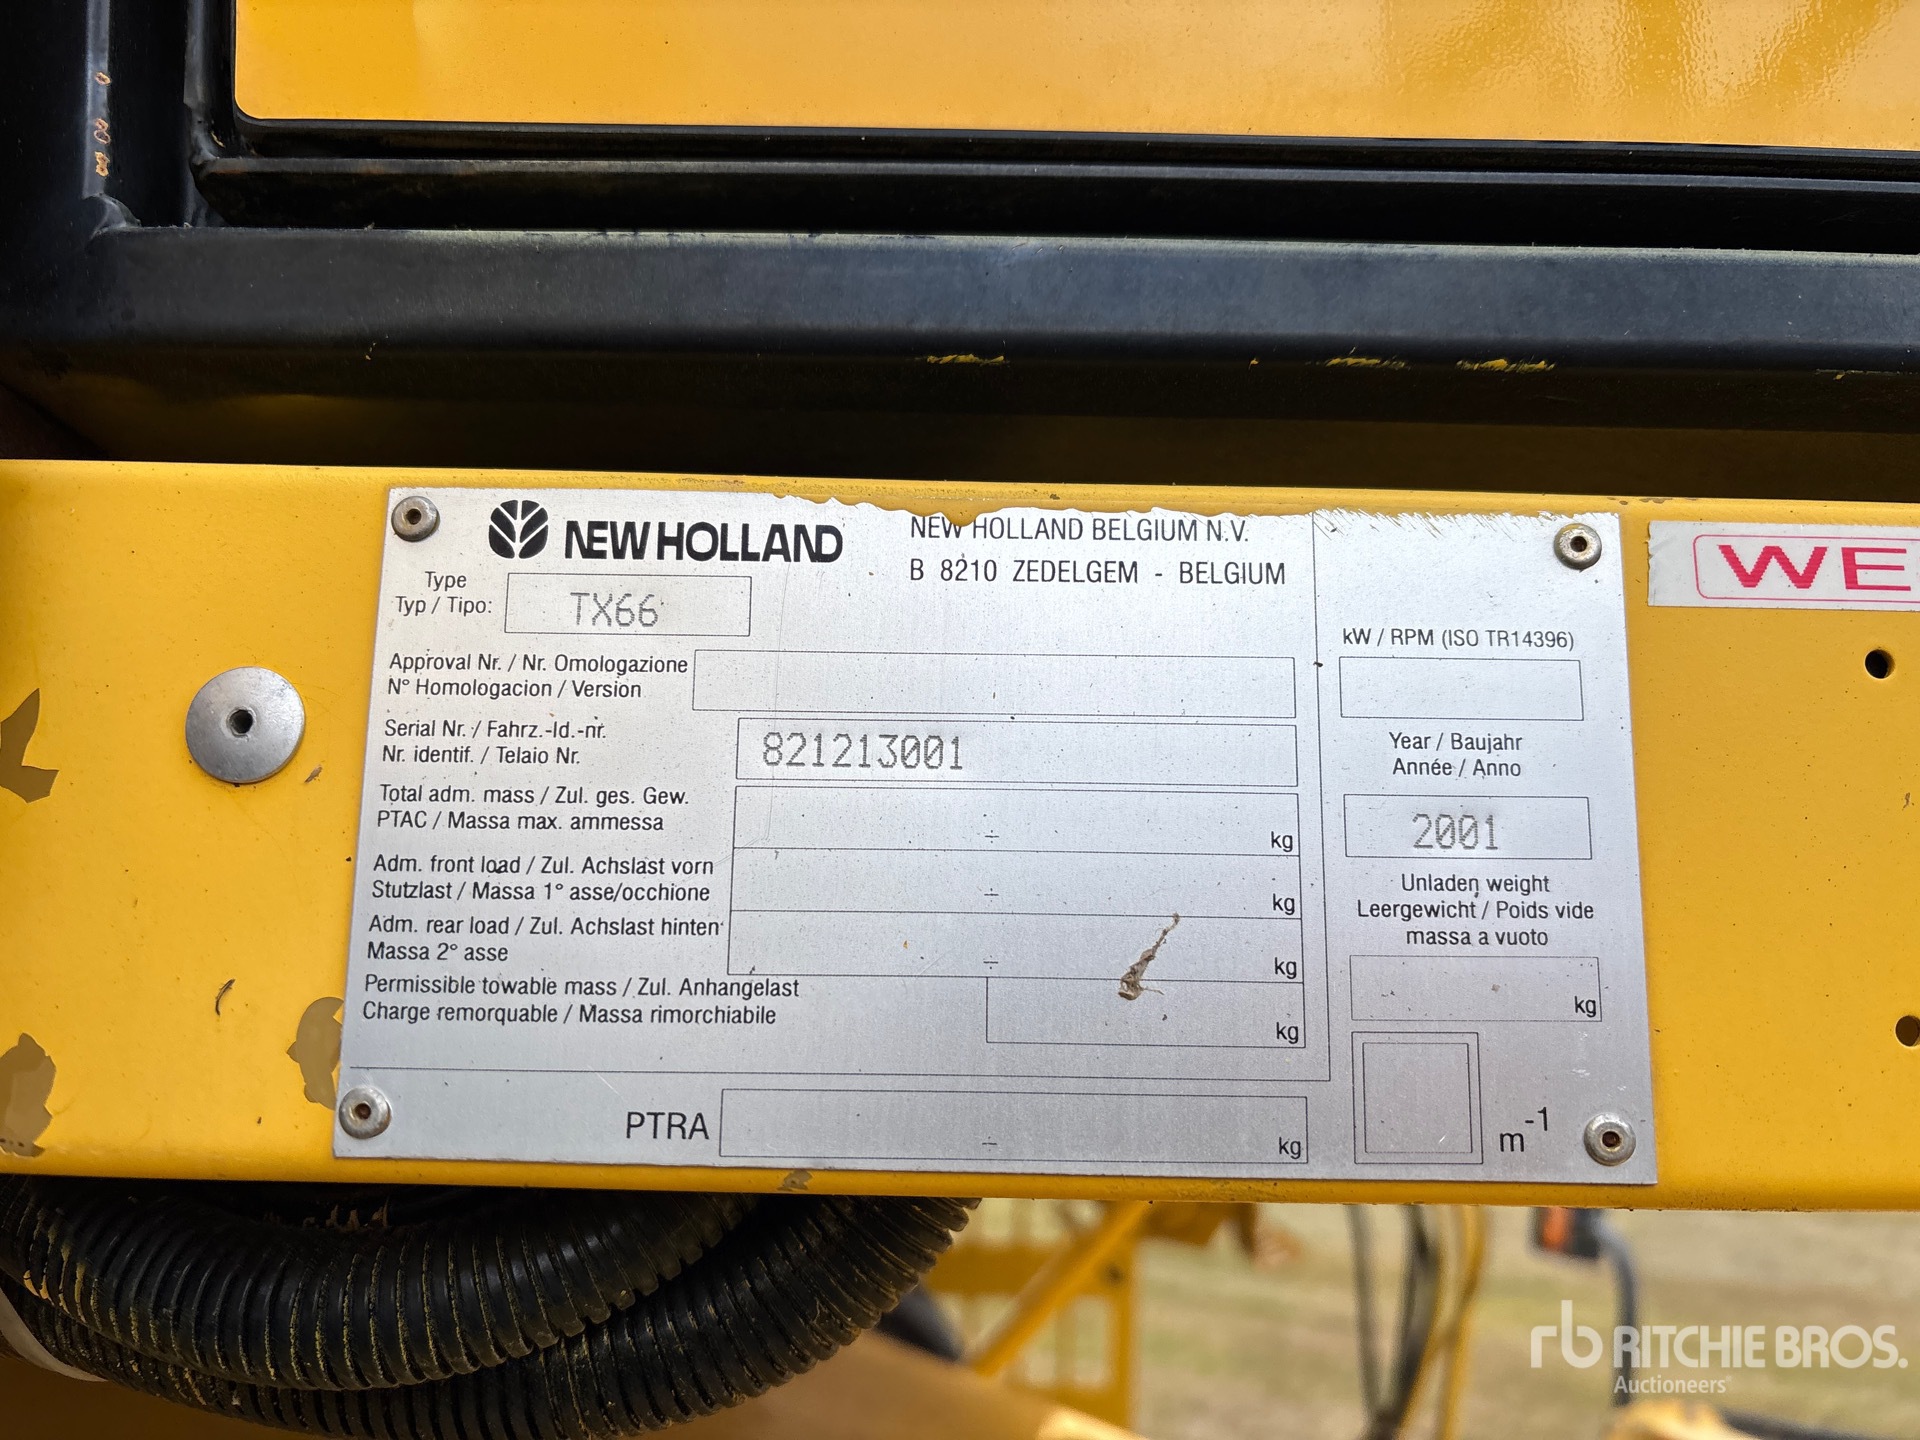 NEW HOLLAND
NEW HOLLAND BELGIUM N.V.
B 8210 ZEDELGEM - BELGIUM
Type
Typ / Tipo:
TX66
Approval Nr. / Nr. Omologazione
N° Homologacion / Version
Serial Nr. / Fahrz.-Id.-nr.
Nr. identif. / Telaio Nr.
821213001
Total adm. mass / Zul. ges. Gew.
PTAC / Massa max. ammessa
÷ kg
Adm. front load / Zul. Achslast vorn
Stutzlast / Massa 1° asse/occhione
÷ kg
Adm. rear load / Zul. Achslast hinten
Massa 2° asse
÷ kg
Permissible towable mass / Zul. Anhangelast
Charge remorquable / Massa rimorchiabile
kg
PTRA
÷ kg
kW / RPM (ISO TR14396)
Year / Baujahr
Année / Anno
2001
Unladen weight
Leergewicht / Poids vide
massa a vuoto
kg
m-1
WE
rb RITCHIE BROS.
Auctioneers